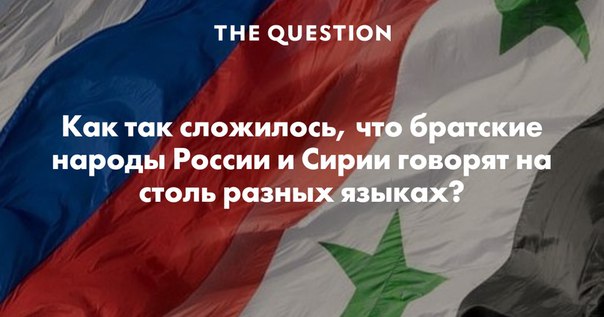 THE QUESTION
Как так сложилось, что братские
народы России и Сирии говорят на
столь разных языках?